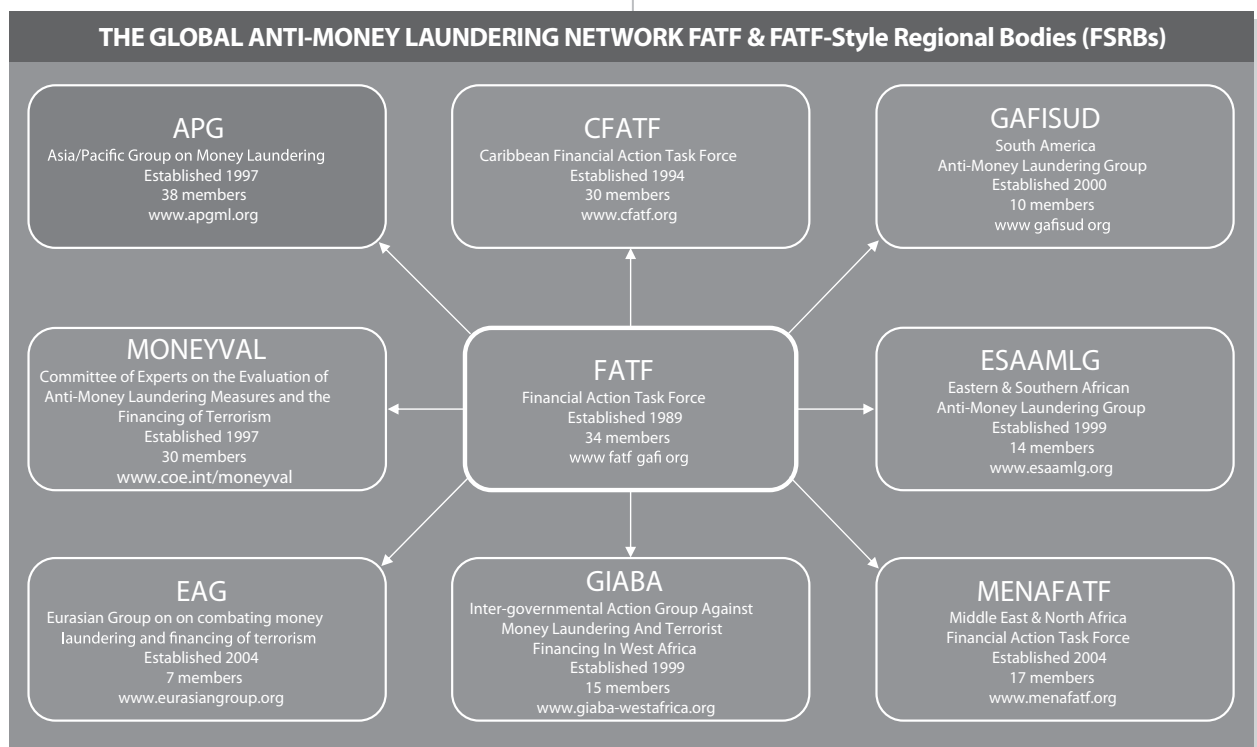 THE GLOBAL ANTI-MONEY LAUNDERING NETWORK FATF & FATF-Style Regional Bodies (FSRBs)
APG
Asia/Pacific Group on Money Laundering
Established 1997
38 members
www.apgml.org
CFATF
Caribbean Financial Action Task Force
Established 1994
30 members
www.cfatf.org
GAFISUD
South America
Anti-Money Laundering Group
Established 2000
10 members
www gafisud org
MONEYVAL
Committee of Experts on the Evaluation of
Anti-Money Laundering Measures and the
Financing of Terrorism
Established 1997
30 members
www.coe.int/moneyval
FATF
Financial Action Task Force
Established 1989
34 members
www fatf gafi org
ESAAMLG
Eastern & Southern African
Anti-Money Laundering Group
Established 1999
14 members
www.esaamlg.org
EAG
Eurasian Group on on combating money
laundering and financing of terrorism
Established 2004
7 members
www.eurasiangroup.org
GIABA
Inter-governmental Action Group Against
Money Laundering And Terrorist
Financing In West Africa
Established 1999
15 members
www.giaba-westafrica.org
MENAFATF
Middle East & North Africa
Financial Action Task Force
Established 2004
17 members
www.menafatf.org